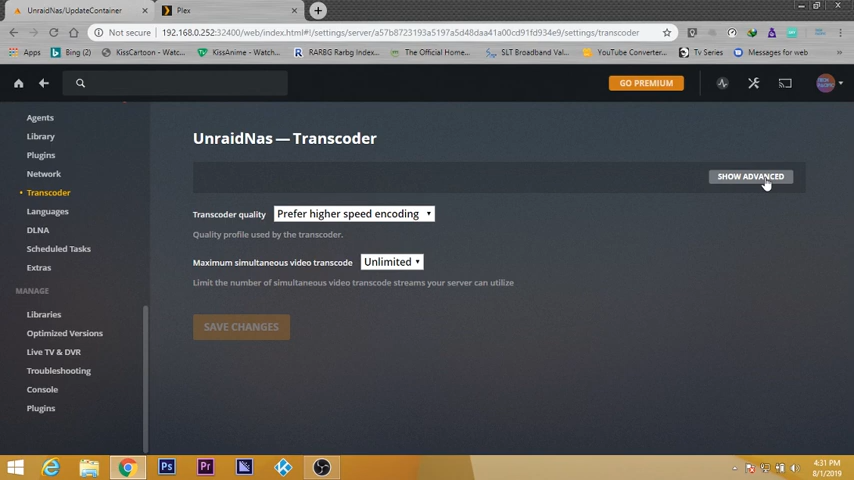 UnraidNas/UpdateContainer
Plex
Not secure
192.168.0.252:32400/web/index.html#!/settings/server/a57b8723193a5197a5d48daa41a00cd91fd934e9/settings/transcoder
Apps
Bing (2)
KissCartoon - Watc...
KissAnime - Watch...
RARBG Rarbg Index...
The Official Home...
SLT Broadband Val...
YouTube Converter...
Tv Series
Messages for web
GO PREMIUM
Agents
Library
Plugins
Network
Transcoder
Languages
DLNA
Scheduled Tasks
Extras
MANAGE
Libraries
Optimized Versions
Live TV & DVR
Troubleshooting
Console
Plugins
UnraidNas — Transcoder
SHOW ADVANCED
Transcoder quality Prefer higher speed encoding
Quality profile used by the transcoder.
Maximum simultaneous video transcode Unlimited
Limit the number of simultaneous video transcode streams your server can utilize
SAVE CHANGES
Ps
Pr
4:31 PM
8/1/2019